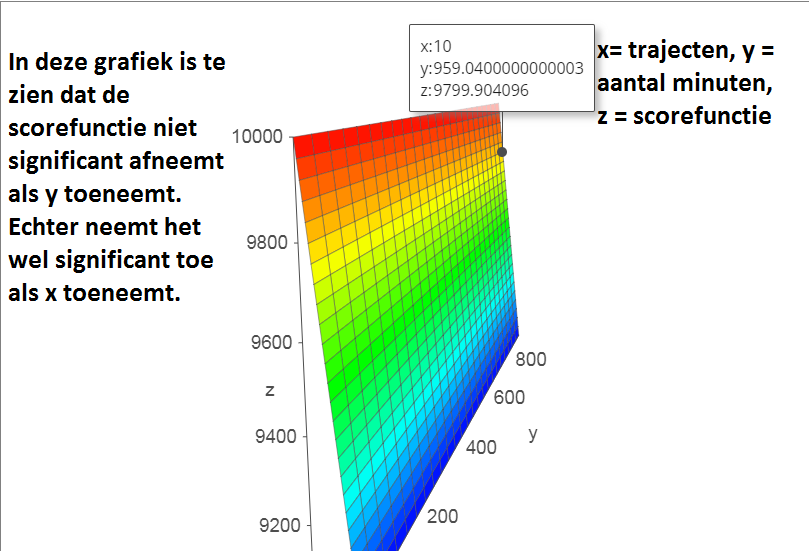 In deze grafiek is te
zien dat de
scorefunctie niet
significant afneemt
als y toeneemt.
Echter neemt het
wel significant toe
als x toeneemt.
x:10
y:959.0400000000003
z:9799.904096
x= trajecten, y =
aantal minuten,
z = scorefunctie
10000
9800
9600
z
9400
9200
800
600
y
400
200